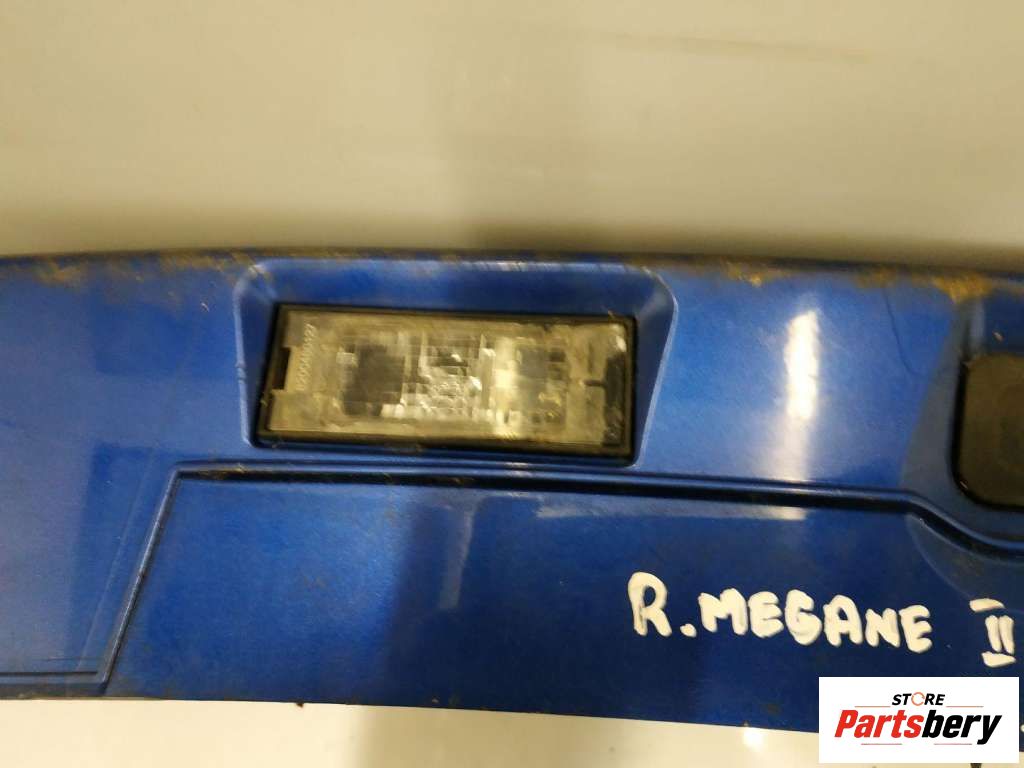 R. MEGANE II
STORE
Partsbery